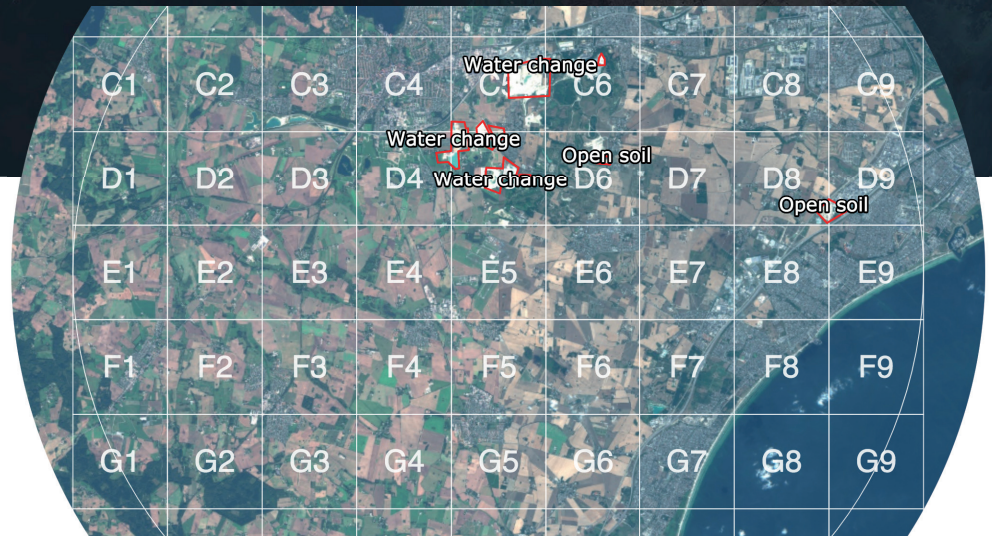 Water change
C1 C2 C3 C4 C5 C6 C7 C8 C9
Water change
Open soil
D1 D2 D3 D4 Water change D6 D7 D8 D9
Open soil
E1 E2 E3 E4 E5 E6 E7 E8 E9
F1 F2 F3 F4 F5 F6 F7 F8 F9
G1 G2 G3 G4 G5 G6 G7 G8 G9